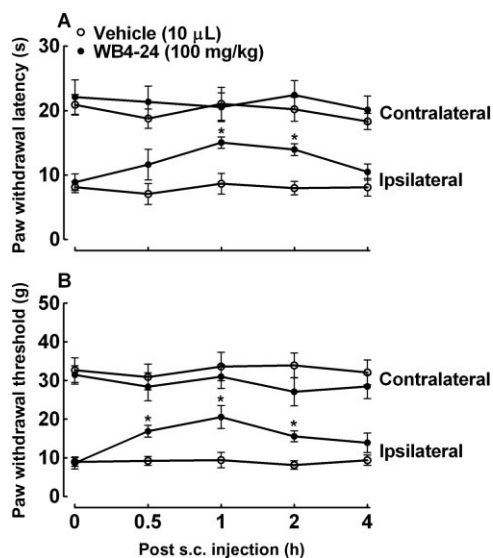 A
Vehicle (10 µL)
WB4-24 (100 mg/kg)
Paw withdrawal latency (s)
30
20
10
0
Contralateral
* *
Ipsilateral
B
Paw withdrawal threshold (g)
50
40
30
20
10
0
Contralateral
* * *
Ipsilateral
0 0.5 1 2 4
Post s.c. injection (h)